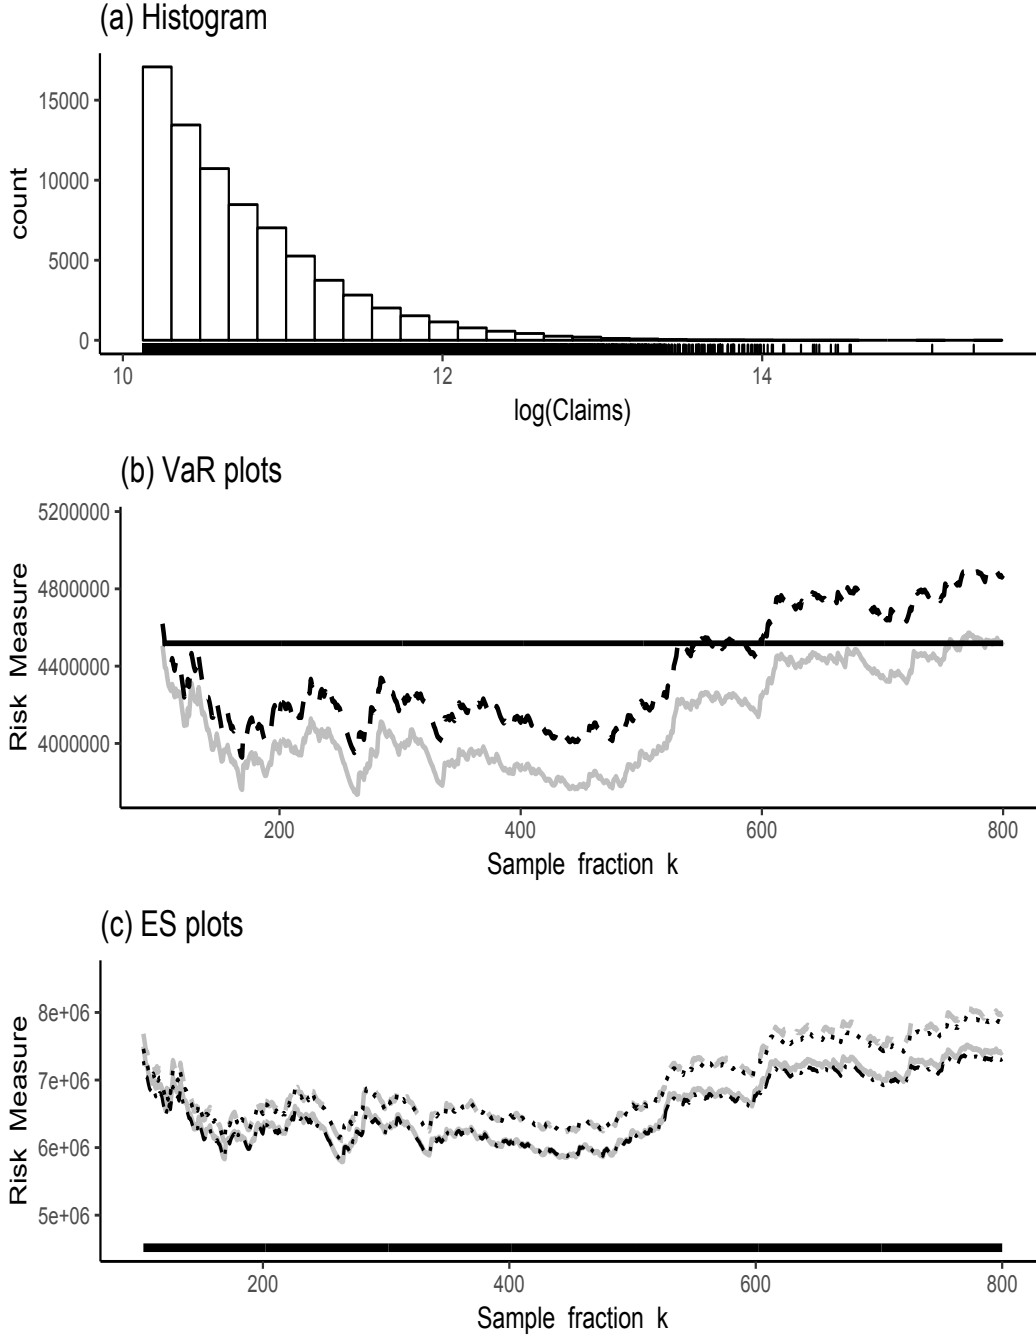 (a) Histogram
15000
10000
5000
0
count
10 12 14
log(Claims)
(b) VaR plots
5200000
4800000
4400000
4000000
Risk Measure
200 400 600 800
Sample fraction k
(c) ES plots
8e+06
7e+06
6e+06
5e+06
Risk Measure
200 400 600 800
Sample fraction k